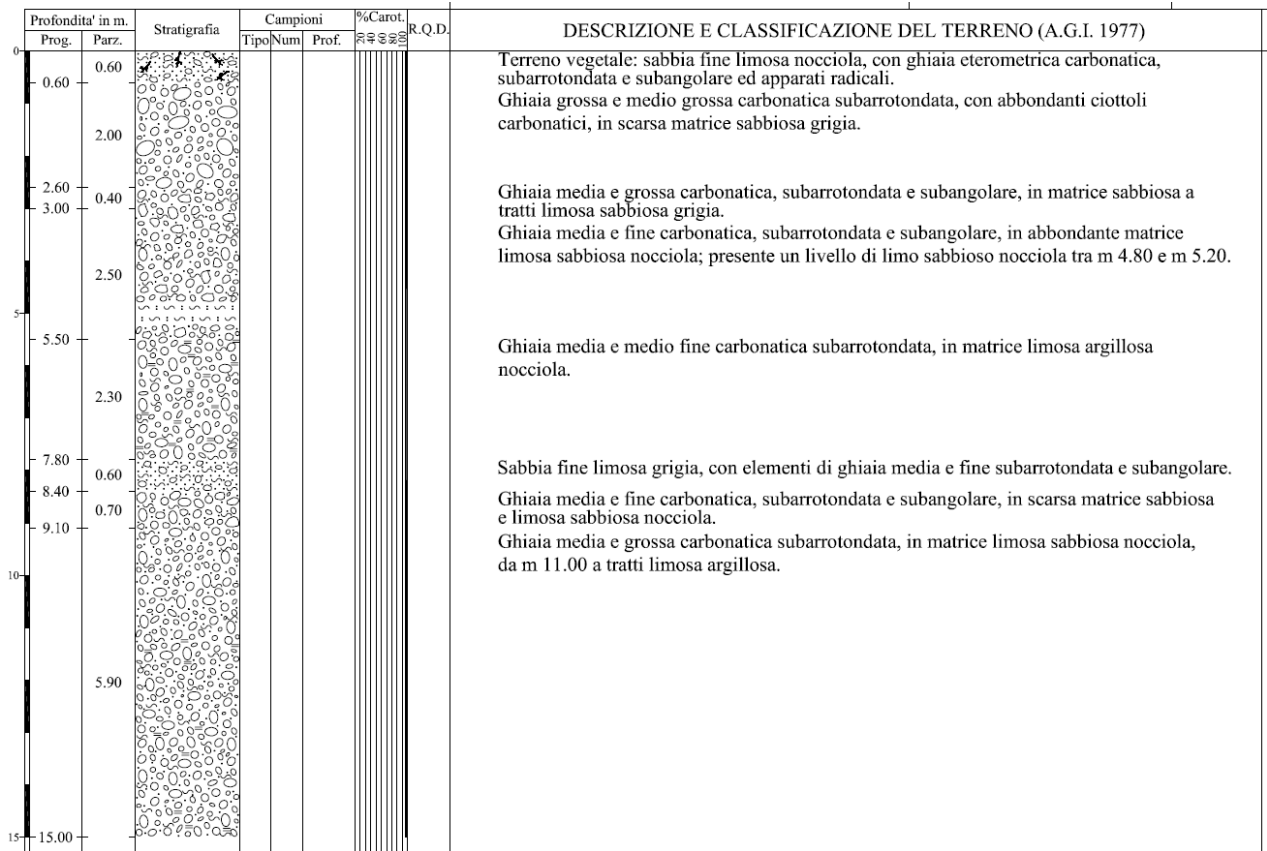 Profondita' in m.
Prog. Parz.
Stratigrafia
Campioni
Tipo Num Prof.
%Carot.
20 40 60 80 100
R.Q.D.
DESCRIZIONE E CLASSIFICAZIONE DEL TERRENO (A.G.I. 1977)
0
0.60
0.60
Terreno vegetale: sabbia fine limosa nocciola, con ghiaia eterometrica carbonatica,
subarrotondata e subangolare ed apparati radicali.
2.00
Ghiaia grossa e medio grossa carbonatica subarrotondata, con abbondanti ciottoli
carbonatici, in scarsa matrice sabbiosa grigia.
2.60
0.40
Ghiaia media e grossa carbonatica, subarrotondata e subangolare, in matrice sabbiosa a
tratti limosa sabbiosa grigia.
3.00
2.50
Ghiaia media e fine carbonatica, subarrotondata e subangolare, in abbondante matrice
limosa sabbiosa nocciola; presente un livello di limo sabbioso nocciola tra m 4.80 e m 5.20.
5
5.50
2.30
Ghiaia media e medio fine carbonatica subarrotondata, in matrice limosa argillosa
nocciola.
7.80
0.60
Sabbia fine limosa grigia, con elementi di ghiaia media e fine subarrotondata e subangolare.
8.40
0.70
Ghiaia media e fine carbonatica, subarrotondata e subangolare, in scarsa matrice sabbiosa
e limosa sabbiosa nocciola.
9.10
Ghiaia media e grossa carbonatica subarrotondata, in matrice limosa sabbiosa nocciola,
da m 11.00 a tratti limosa argillosa.
10
5.90
15
15.00